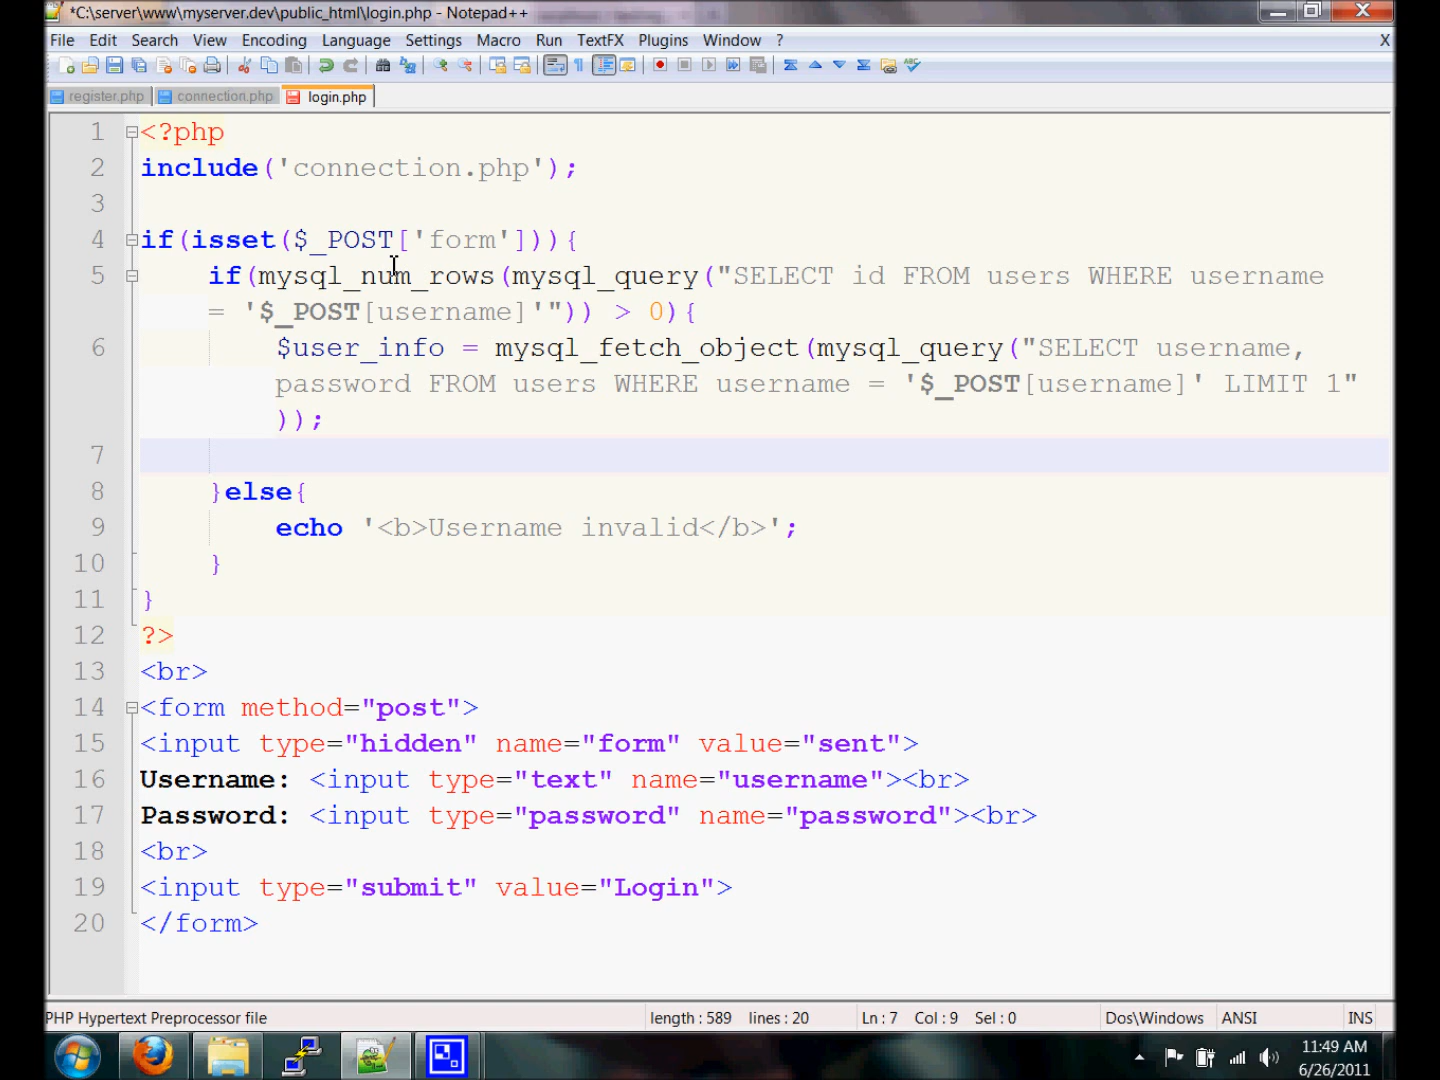 *C:\server\www\myserver.dev\public_html\login.php - Notepad++
File Edit Search View Encoding Language Settings Macro Run TextFX Plugins Window ? X
register.php connection.php login.php
1 <?php
2 include('connection.php');
3
4 if(isset($_POST['form'])){
5 if(mysql_num_rows(mysql_query("SELECT id FROM users WHERE username
= '$_POST[username]'")) > 0){
6 $user_info = mysql_fetch_object(mysql_query("SELECT username,
password FROM users WHERE username = '$_POST[username]' LIMIT 1"
));
7
8 }else{
9 echo '<b>Username invalid</b>';
10 }
11 }
12 ?>
13 <br>
14 <form method="post">
15 <input type="hidden" name="form" value="sent">
16 Username: <input type="text" name="username"><br>
17 Password: <input type="password" name="password"><br>
18 <br>
19 <input type="submit" value="Login">
20 </form>
PHP Hypertext Preprocessor file length : 589 lines : 20 Ln : 7 Col : 9 Sel : 0 Dos\Windows ANSI INS
11:49 AM
6/26/2011